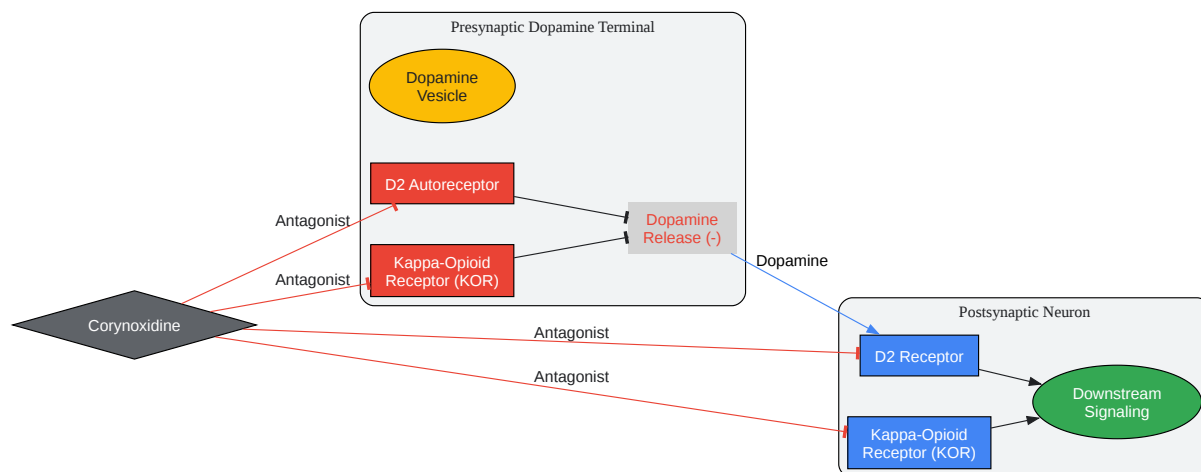 Presynaptic Dopamine Terminal
Dopamine
Vesicle
D2 Autoreceptor
Antagonist
Dopamine
Release (-)
Kappa-Opioid
Receptor (KOR)
Antagonist
Dopamine
Corynoxidine
Postsynaptic Neuron
Antagonist
D2 Receptor
Antagonist
Downstream
Signaling
Kappa-Opioid
Receptor (KOR)